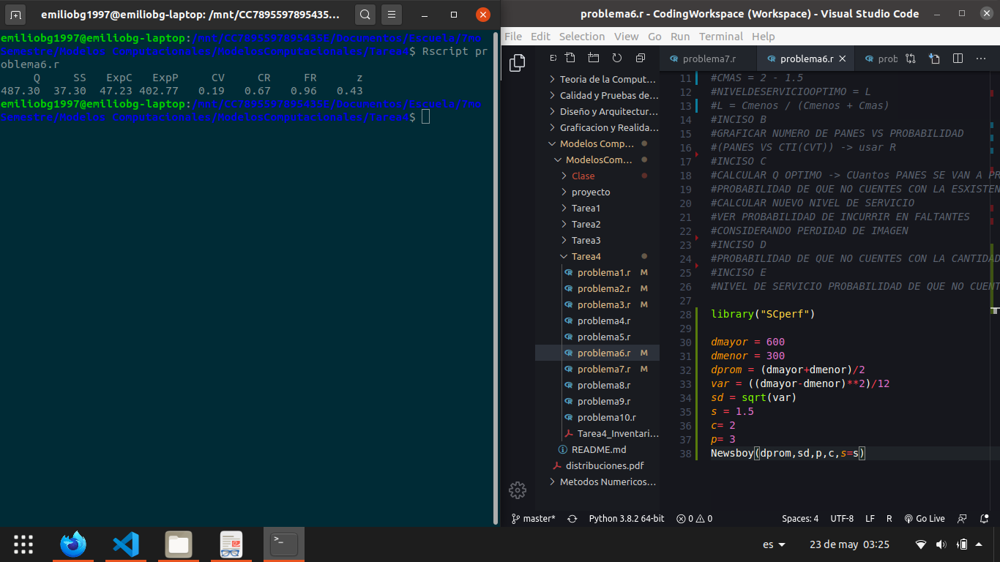 emiliobg1997@emiliobg-laptop: /mnt/CC7895597895435...
emiliobg1997@emiliobg-laptop:/mnt/CC7895597895435E/Documentos/Escuela/7mo
Semestre/Modelos Computacionales/ModelosComputacionales/Tarea4$ Rscript pr
oblema6.r
Q SS ExpC ExpP CV CR FR z
487.30 37.30 47.23 402.77 0.19 0.67 0.96 0.43
emiliobg1997@emiliobg-laptop:/mnt/CC7895597895435E/Documentos/Escuela/7mo
Semestre/Modelos Computacionales/ModelosComputacionales/Tarea4$
problema6.r - CodingWorkspace (Workspace) - Visual Studio Code
File Edit Selection View Go Run Terminal Help
problema7.r
problema6.r
prob
Teoria de la Comput...
Calidad y Pruebas de...
Diseño y Arquitectur...
Graficacion y Realida...
Modelos Comp...
ModelosCom...
Clase
proyecto
Tarea1
Tarea2
Tarea3
Tarea4
problema1.r M
problema2.r M
problema3.r M
problema4.r
problema5.r
problema6.r M
problema7.r M
problema8.r
problema9.r
problema10.r
Tarea4_Inventari...
README.md
distribuciones.pdf
Metodos Numericos...
11 #CMAS = 2 - 1.5
12 #NIVELDESERVICIOOPTIMO = L
13 #L = Cmenos / (Cmenos + Cmas)
14 #INCISO B
15 #GRAFICAR NUMERO DE PANES VS PROBABILIDAD
16 #(PANES VS CTI(CVT)) -> usar R
17 #INCISO C
18 #CALCULAR Q OPTIMO -> CUantos PANES SE VAN A PR
19 #PROBABILIDAD DE QUE NO CUENTES CON LA ESXISTEN
20 #CALCULAR NUEVO NIVEL DE SERVICIO
21 #VER PROBABILIDAD DE INCURRIR EN FALTANTES
22 #CONSIDERANDO PERDIDAD DE IMAGEN
23 #INCISO D
24 #PROBABILIDAD DE QUE NO CUENTES CON LA CANTIDAD
25 #INCISO E
26 #NIVEL DE SERVICIO PROBABILIDAD DE QUE NO CUENT
27
28 library("SCperf")
29
30 dmayor = 600
31 dmenor = 300
32 dprom = (dmayor+dmenor)/2
33 var = ((dmayor-dmenor)**2)/12
34 sd = sqrt(var)
35 s = 1.5
36 c= 2
37 p= 3
38 Newsboy(dprom,sd,p,c,s=s)
master* Python 3.8.2 64-bit 0 0 Spaces: 4 UTF-8 LF R Go Live
es 23 de may 03:25